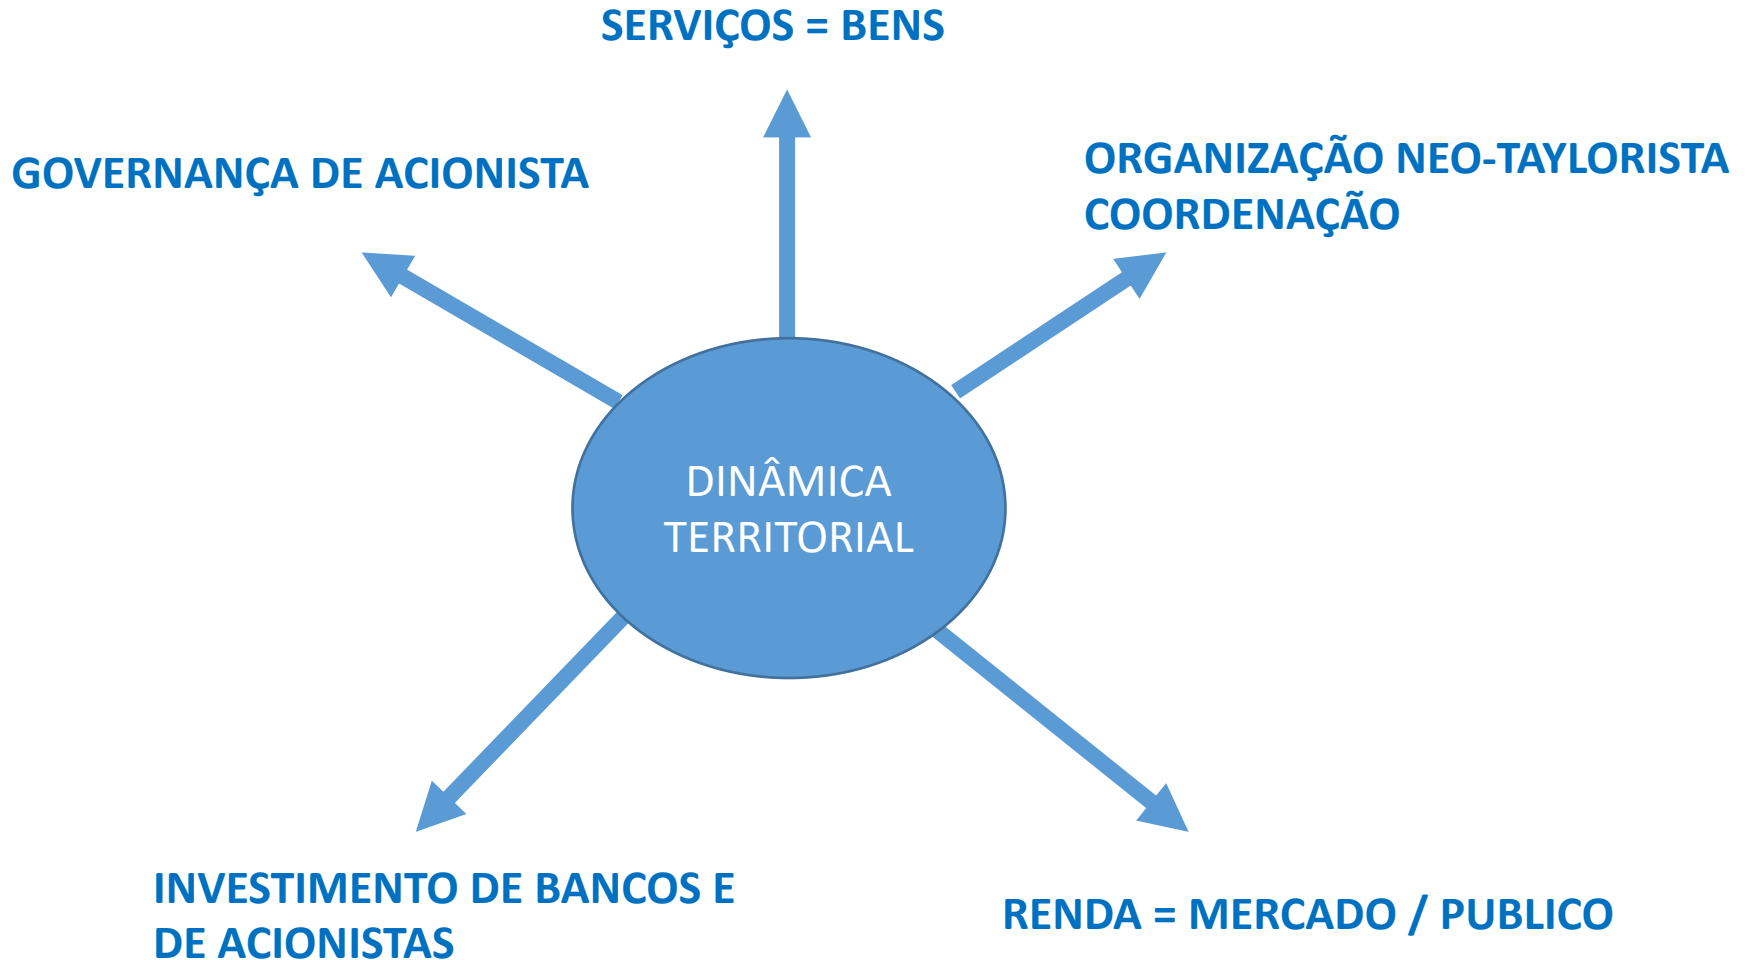 SERVIÇOS = BENS
GOVERNANÇA DE ACIONISTA
ORGANIZAÇÃO NEO-TAYLORISTA
COORDENAÇÃO
DINÂMICA
TERRITORIAL
INVESTIMENTO DE BANCOS E
DE ACIONISTAS
RENDA = MERCADO / PUBLICO